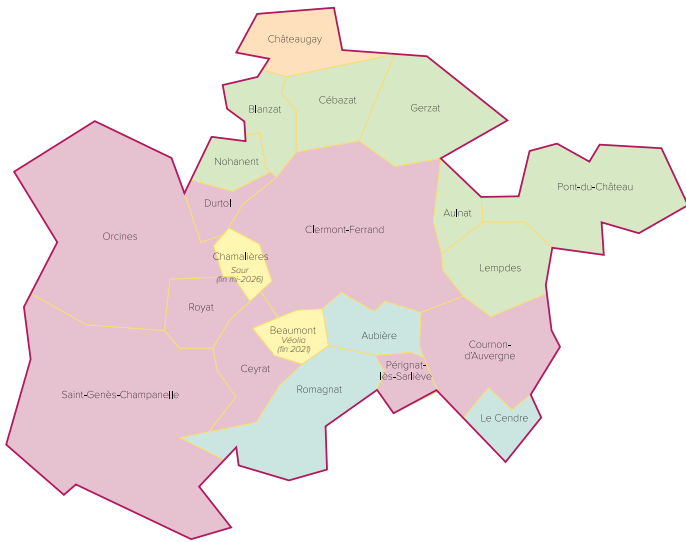 Châteaugay
Cébazat
Gerzat
Blanzat
Nohanent
Pont-du-Château
Durtol
Orcines
Aulnat
Clermont-Ferrand
Chamalières
Saur
(fin mi-2026)
Lempdes
Royat
Beaumont
Véolia
(fin 2021)
Aubière
Cournon-
d'Auvergne
Ceyrat
Pérignat-
lès-Sarliève
Saint-Genès-Champanelle
Romagnat
Le Cendre